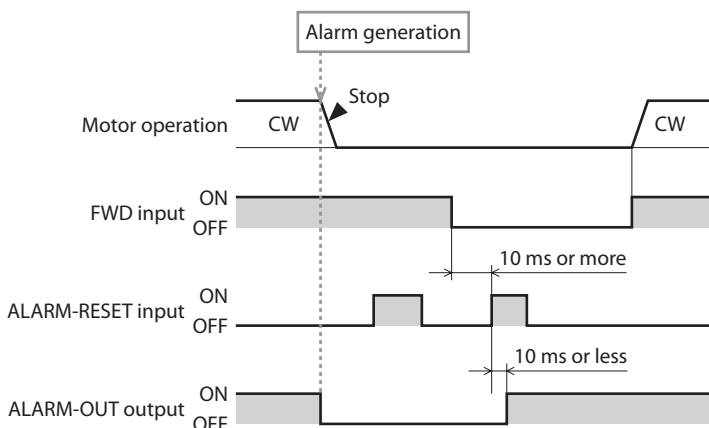 Alarm generation
Stop
Motor operation
CW
CW
FWD input
ON
OFF
10 ms or more
ALARM-RESET input
ON
OFF
10 ms or less
ALARM-OUT output
ON
OFF